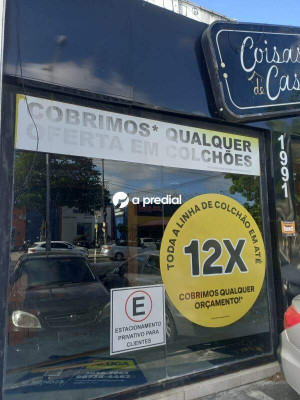 Coisas
de Cas
COBRIMOS* QUALQUER
OFERTA EM COLCHÕES
1991
a predial
TODA A LINHA DE COLCHÃO EM ATÉ
12X
COBRIMOS QUALQUER
ORÇAMENTO!*
E
ESTACIONAMENTO
PRIVATIVO PARA
CLIENTES